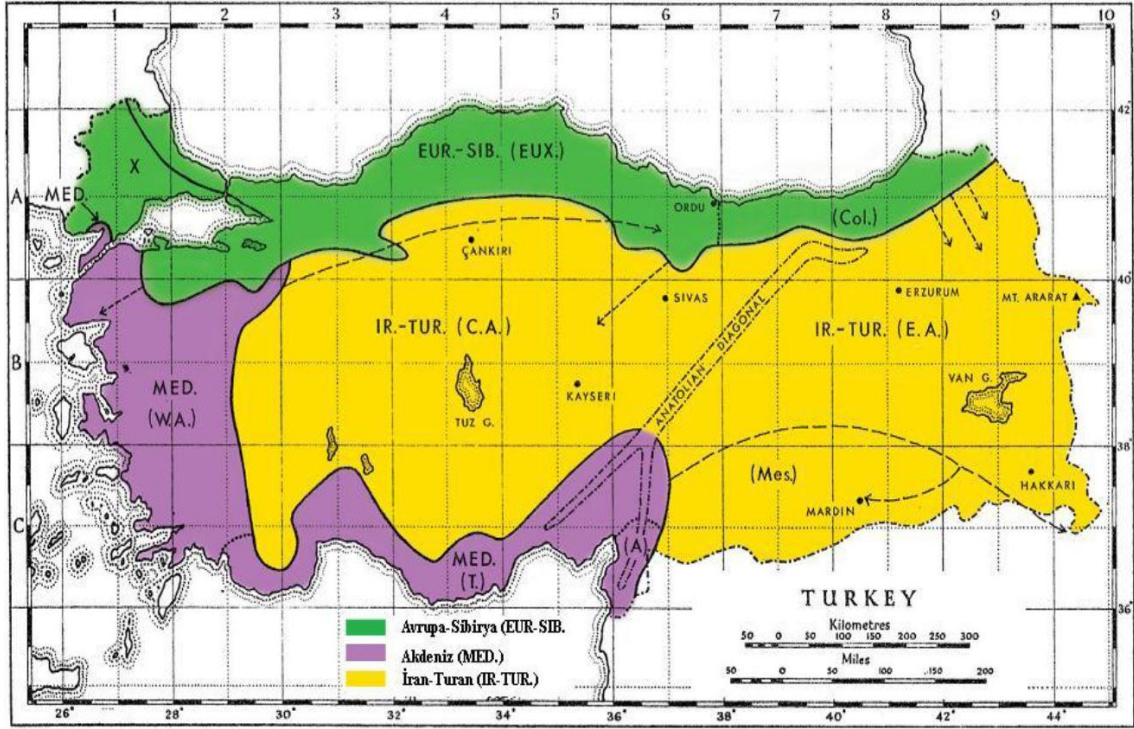 1 2 3 4 5 6 7 8 9 10
42°
X
EUR.-SIB. (EUX.)
A
MED.
ORDU
(Col.)
ÇANKIRI
40°
SIVAS
ERZURUM
MT. ARARAT
IR.-TUR. (C.A.)
IR.-TUR. (E. A.)
ANATOLIAN DIAGONAL
B
MED.
(W.A.)
TUZ G.
KAYSERI
VAN G.
38°
(Mes.)
HAKKARI
MARDIN
C
MED.
(T.)
(A)
36°
TURKEY
Kilometres
50 0 50 100 150 200 250 300
Miles
50 0 50 100 150 200
Avrupa-Sibirya (EUR-SIB.
Akdeniz (MED.)
İran-Turan (IR-TUR.)
26° 28° 30° 32° 34° 36° 38° 40° 42° 44°